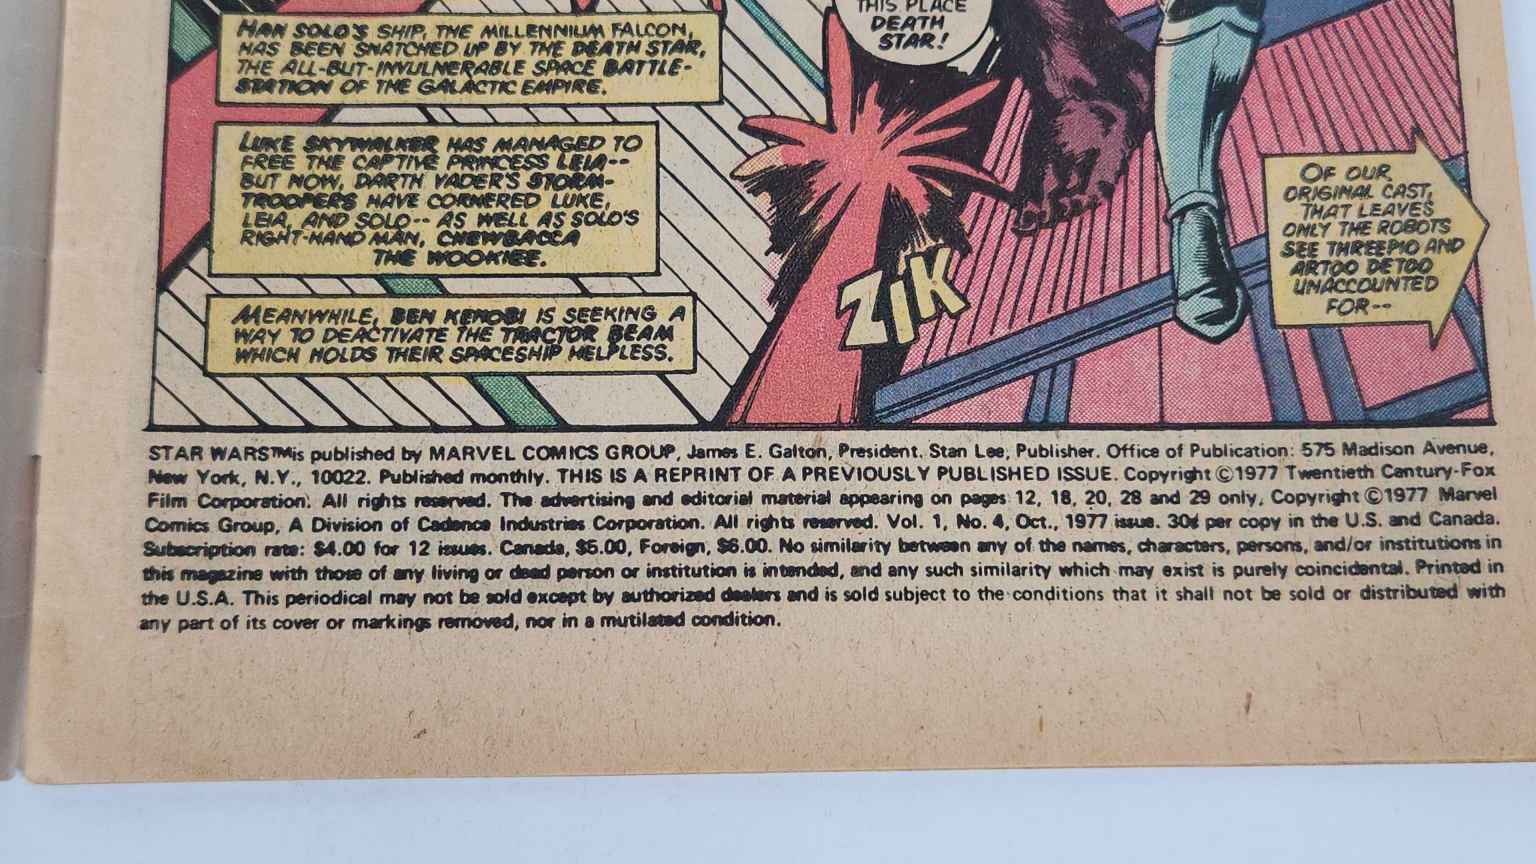 THIS PLACE
DEATH
STAR!
HAN SOLO'S SHIP, THE MILLENNIUM FALCON,
HAS BEEN SNATCHED UP BY THE DEATH STAR,
THE ALL-BUT-INVULNERABLE SPACE BATTLE-
STATION OF THE GALACTIC EMPIRE.
LUKE SKYWALKER HAS MANAGED TO
FREE THE CAPTIVE PRINCESS LEIA--
BUT NOW, DARTH VADER'S STORM-
TROOPERS HAVE CORNERED LUKE,
LEIA, AND SOLO-- AS WELL AS SOLO'S
RIGHT-HAND MAN, CHEWBACCA
THE WOOKIEE.
MEANWHILE, BEN KENOBI IS SEEKING A
WAY TO DEACTIVATE THE TRACTOR BEAM
WHICH HOLDS THEIR SPACESHIP HELPLESS.
ZIK
OF OUR
ORIGINAL CAST,
THAT LEAVES
ONLY THE ROBOTS
SEE THREEPIO AND
ARTOO DETOO
UNACCOUNTED
FOR--
STAR WARS™ is published by MARVEL COMICS GROUP, James E. Galton, President. Stan Lee, Publisher. Office of Publication: 575 Madison Avenue,
New York, N.Y., 10022. Published monthly. THIS IS A REPRINT OF A PREVIOUSLY PUBLISHED ISSUE. Copyright ©1977 Twentieth Century-Fox
Film Corporation. All rights reserved. The advertising and editorial material appearing on pages 12, 18, 20, 28 and 29 only, Copyright ©1977 Marvel
Comics Group, A Division of Cadence Industries Corporation. All rights reserved. Vol. 1, No. 4, Oct., 1977 issue. 30¢ per copy in the U.S. and Canada.
Subscription rate: $4.00 for 12 issues. Canada, $5.00, Foreign, $6.00. No similarity between any of the names, characters, persons, and/or institutions in
this magazine with those of any living or dead person or institution is intended, and any such similarity which may exist is purely coincidental. Printed in
the U.S.A. This periodical may not be sold except by authorized dealers and is sold subject to the conditions that it shall not be sold or distributed with
any part of its cover or markings removed, nor in a mutilated condition.